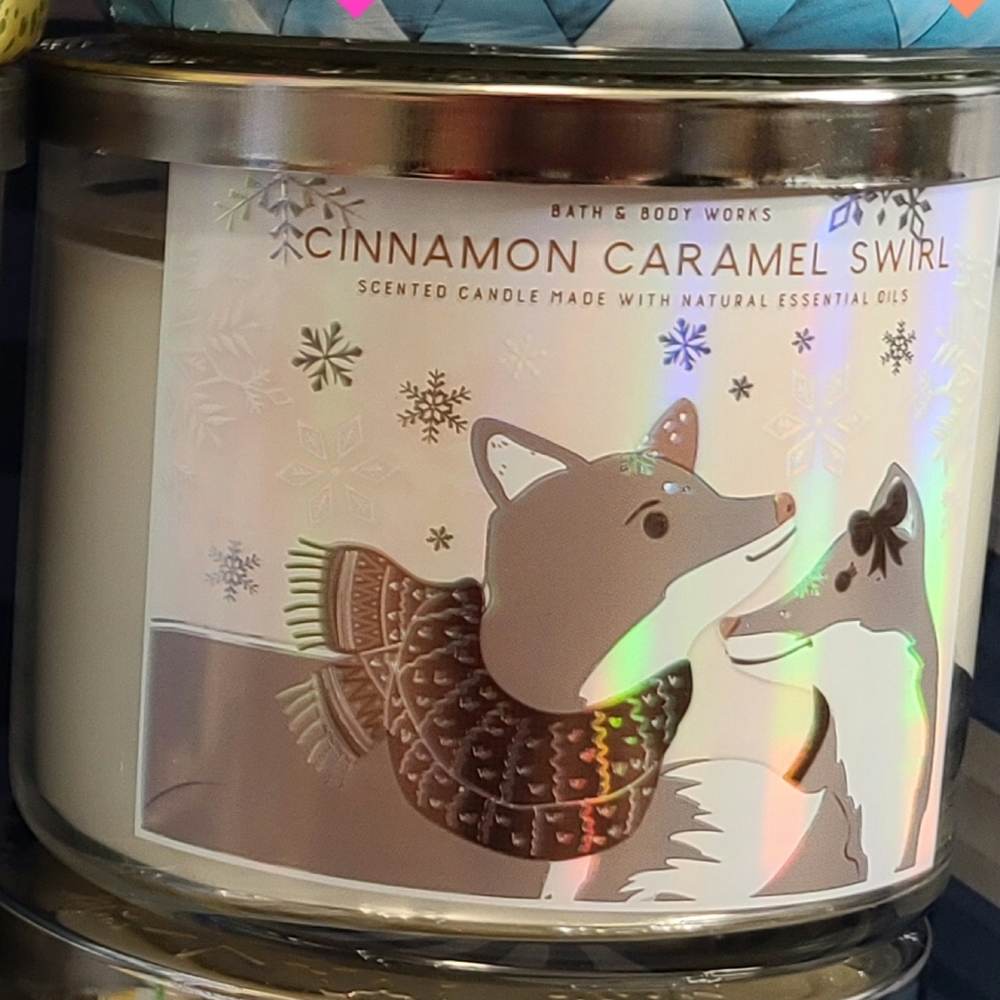 BATH & BODY WORKS
CINNAMON CARAMEL SWIRL
SCENTED CANDLE MADE WITH NATURAL ESSENTIAL OILS